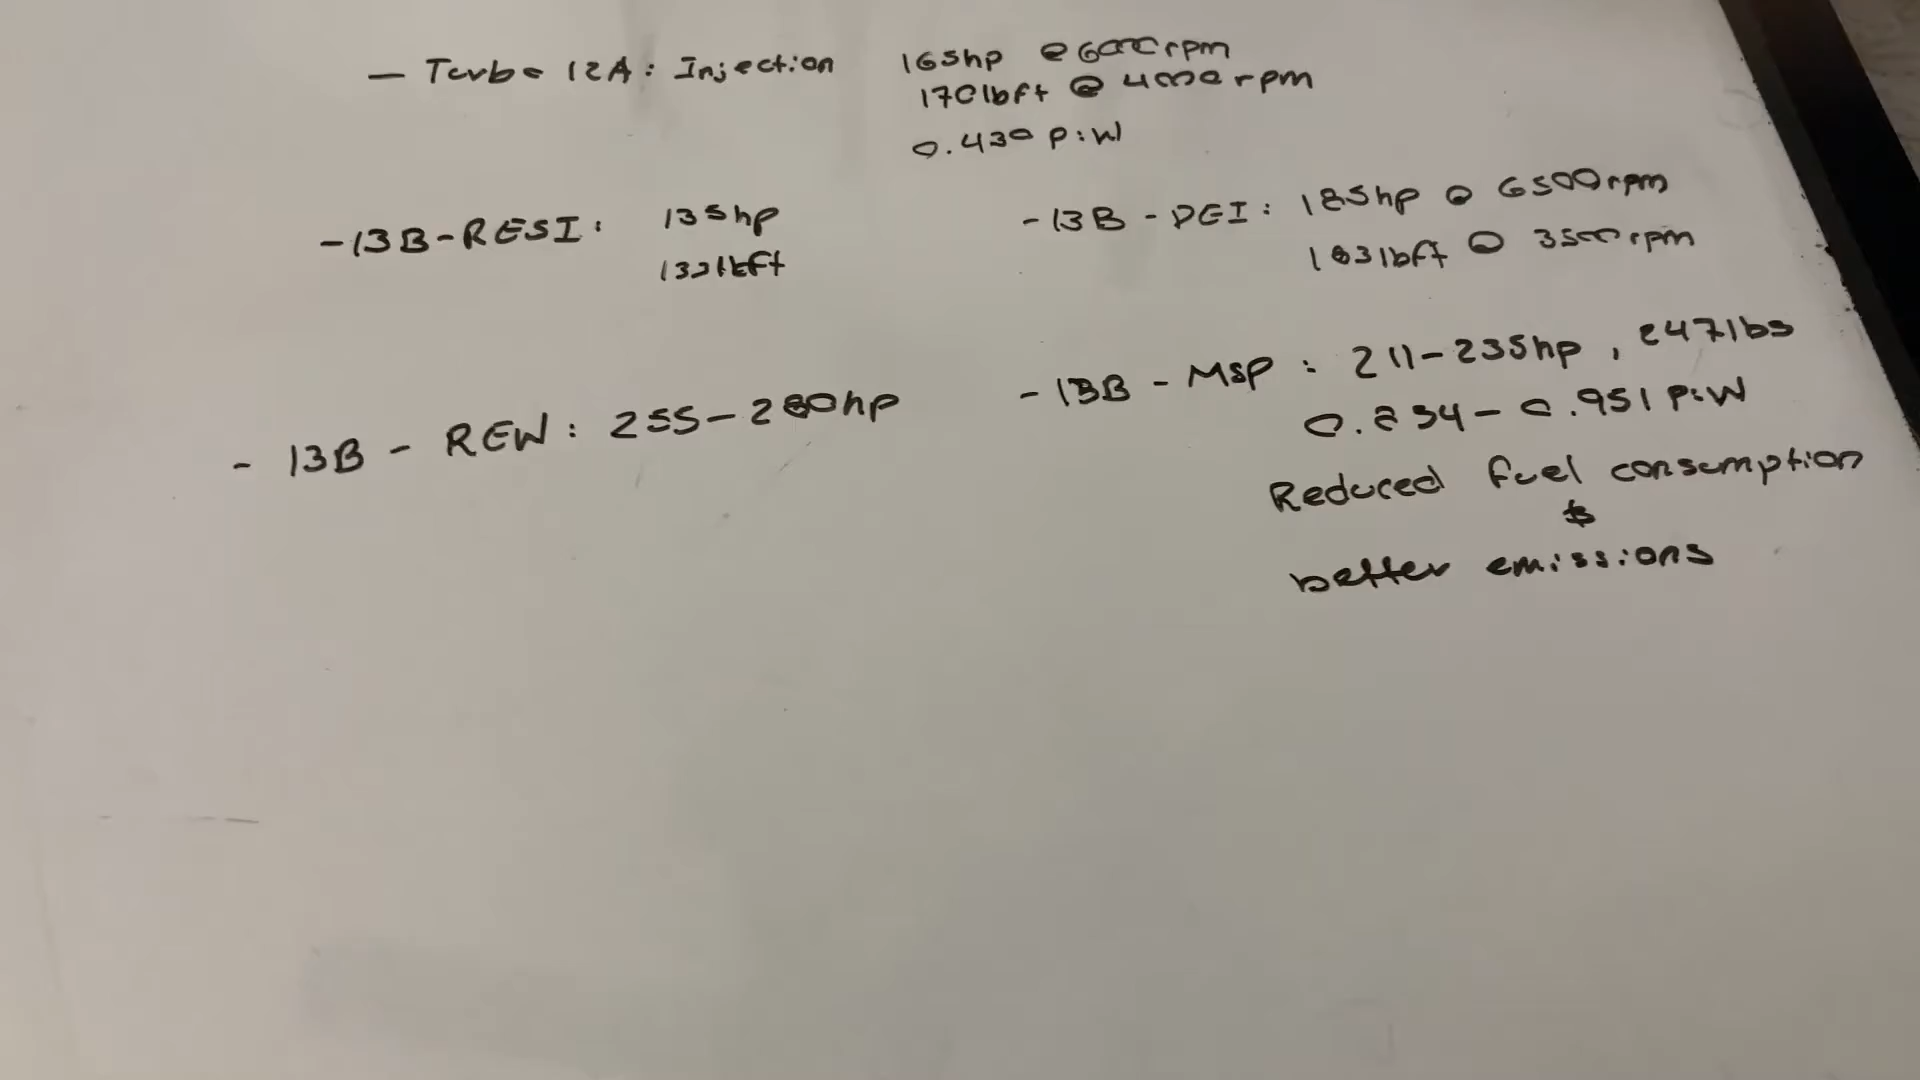 — Turbo 12A: Injection 165hp @ 6000rpm
170lbft @ 4000rpm
0.430 p:w
-13B-RESI: 135hp
133lbft
-13B-DEI: 185hp @ 6500rpm
183lbft @ 3500rpm
- 13B - REW: 255-280hp
- 13B - MSP: 211-235hp, 247lbs
0.854- 0.951 p:w
Reduced fuel consumption
&
better emissions